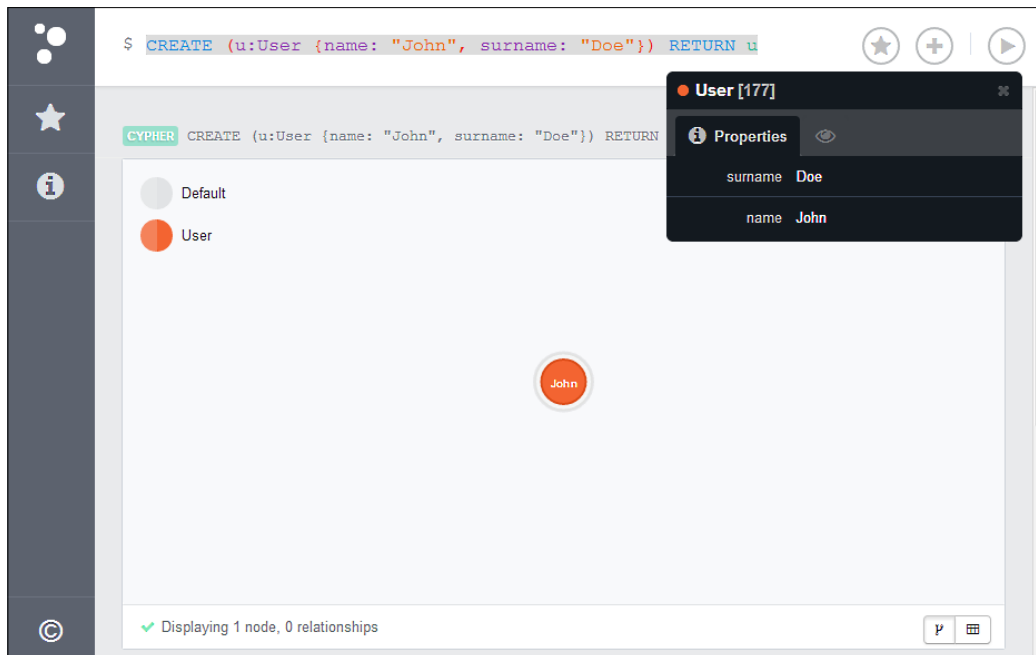 $ CREATE (u:User {name: "John", surname: "Doe"}) RETURN u
User [177]
Properties
surname Doe
name John
CYPHER CREATE (u:User {name: "John", surname: "Doe"}) RETURN
Default
User
John
Displaying 1 node, 0 relationships